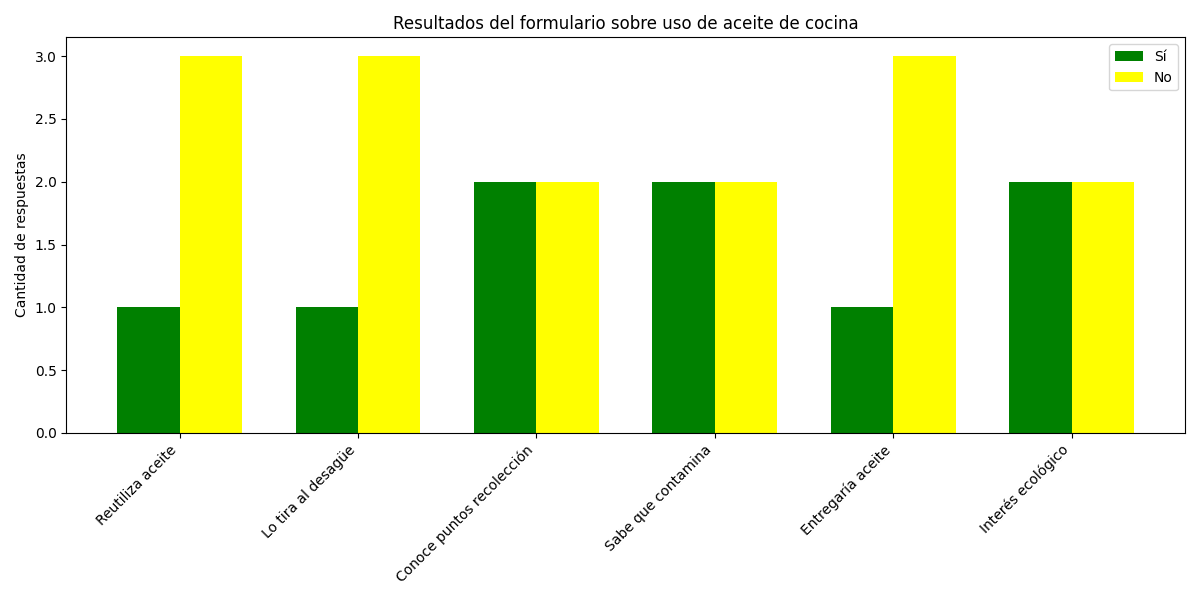 Resultados del formulario sobre uso de aceite de cocina
Sí
No
Cantidad de respuestas
3.0
2.5
2.0
1.5
1.0
0.5
0.0
Reutiliza aceite
Lo tira al desagüe
Conoce puntos recolección
Sabe que contamina
Entregaría aceite
Interés ecológico